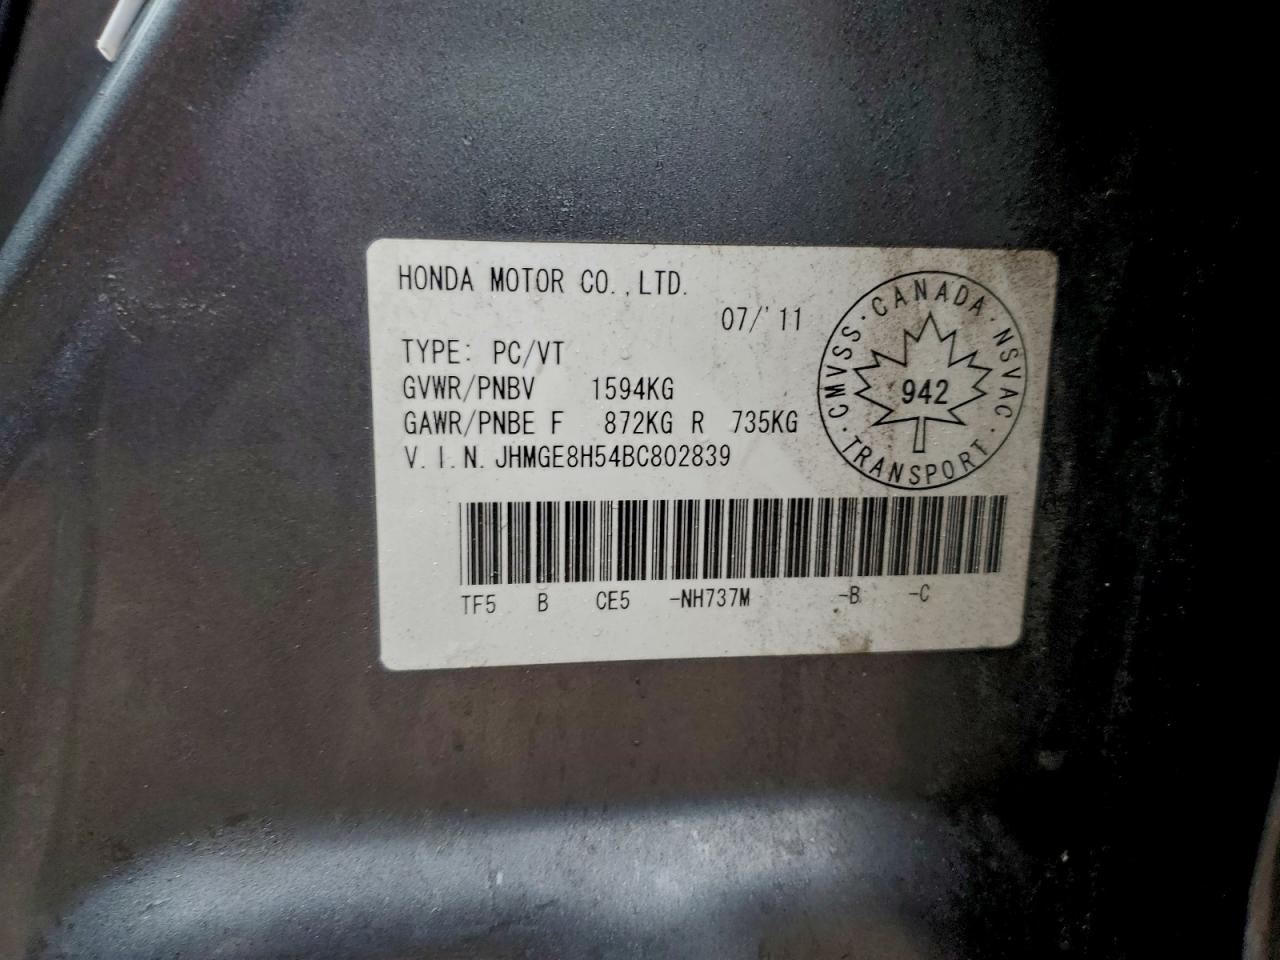 HONDA MOTOR CO.,LTD.
07/'11
TYPE: PC/VT
GVWR/PNBV 1594KG
GAWR/PNBE F 872KG R 735KG
V.I.N. JHMGE8H54BC802839
CMVSS · CANADA · NSVAC · TRANSPORT ·
942
TF5 B CE5 -NH737M -B -C